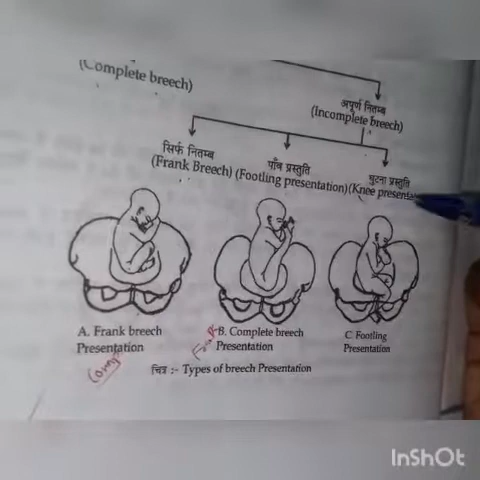 (Complete breech)
अपूर्ण नितम्ब
(Incomplete breech)
सिर्फ नितम्ब
(Frank Breech)
पाँव प्रस्तुति
(Footling presentation)
घुटना प्रस्तुति
(Knee presenta
A. Frank breech
Presentation
B. Complete breech
Presentation
C Footling
Presentation
चित्र :- Types of breech Presentation
InShOt